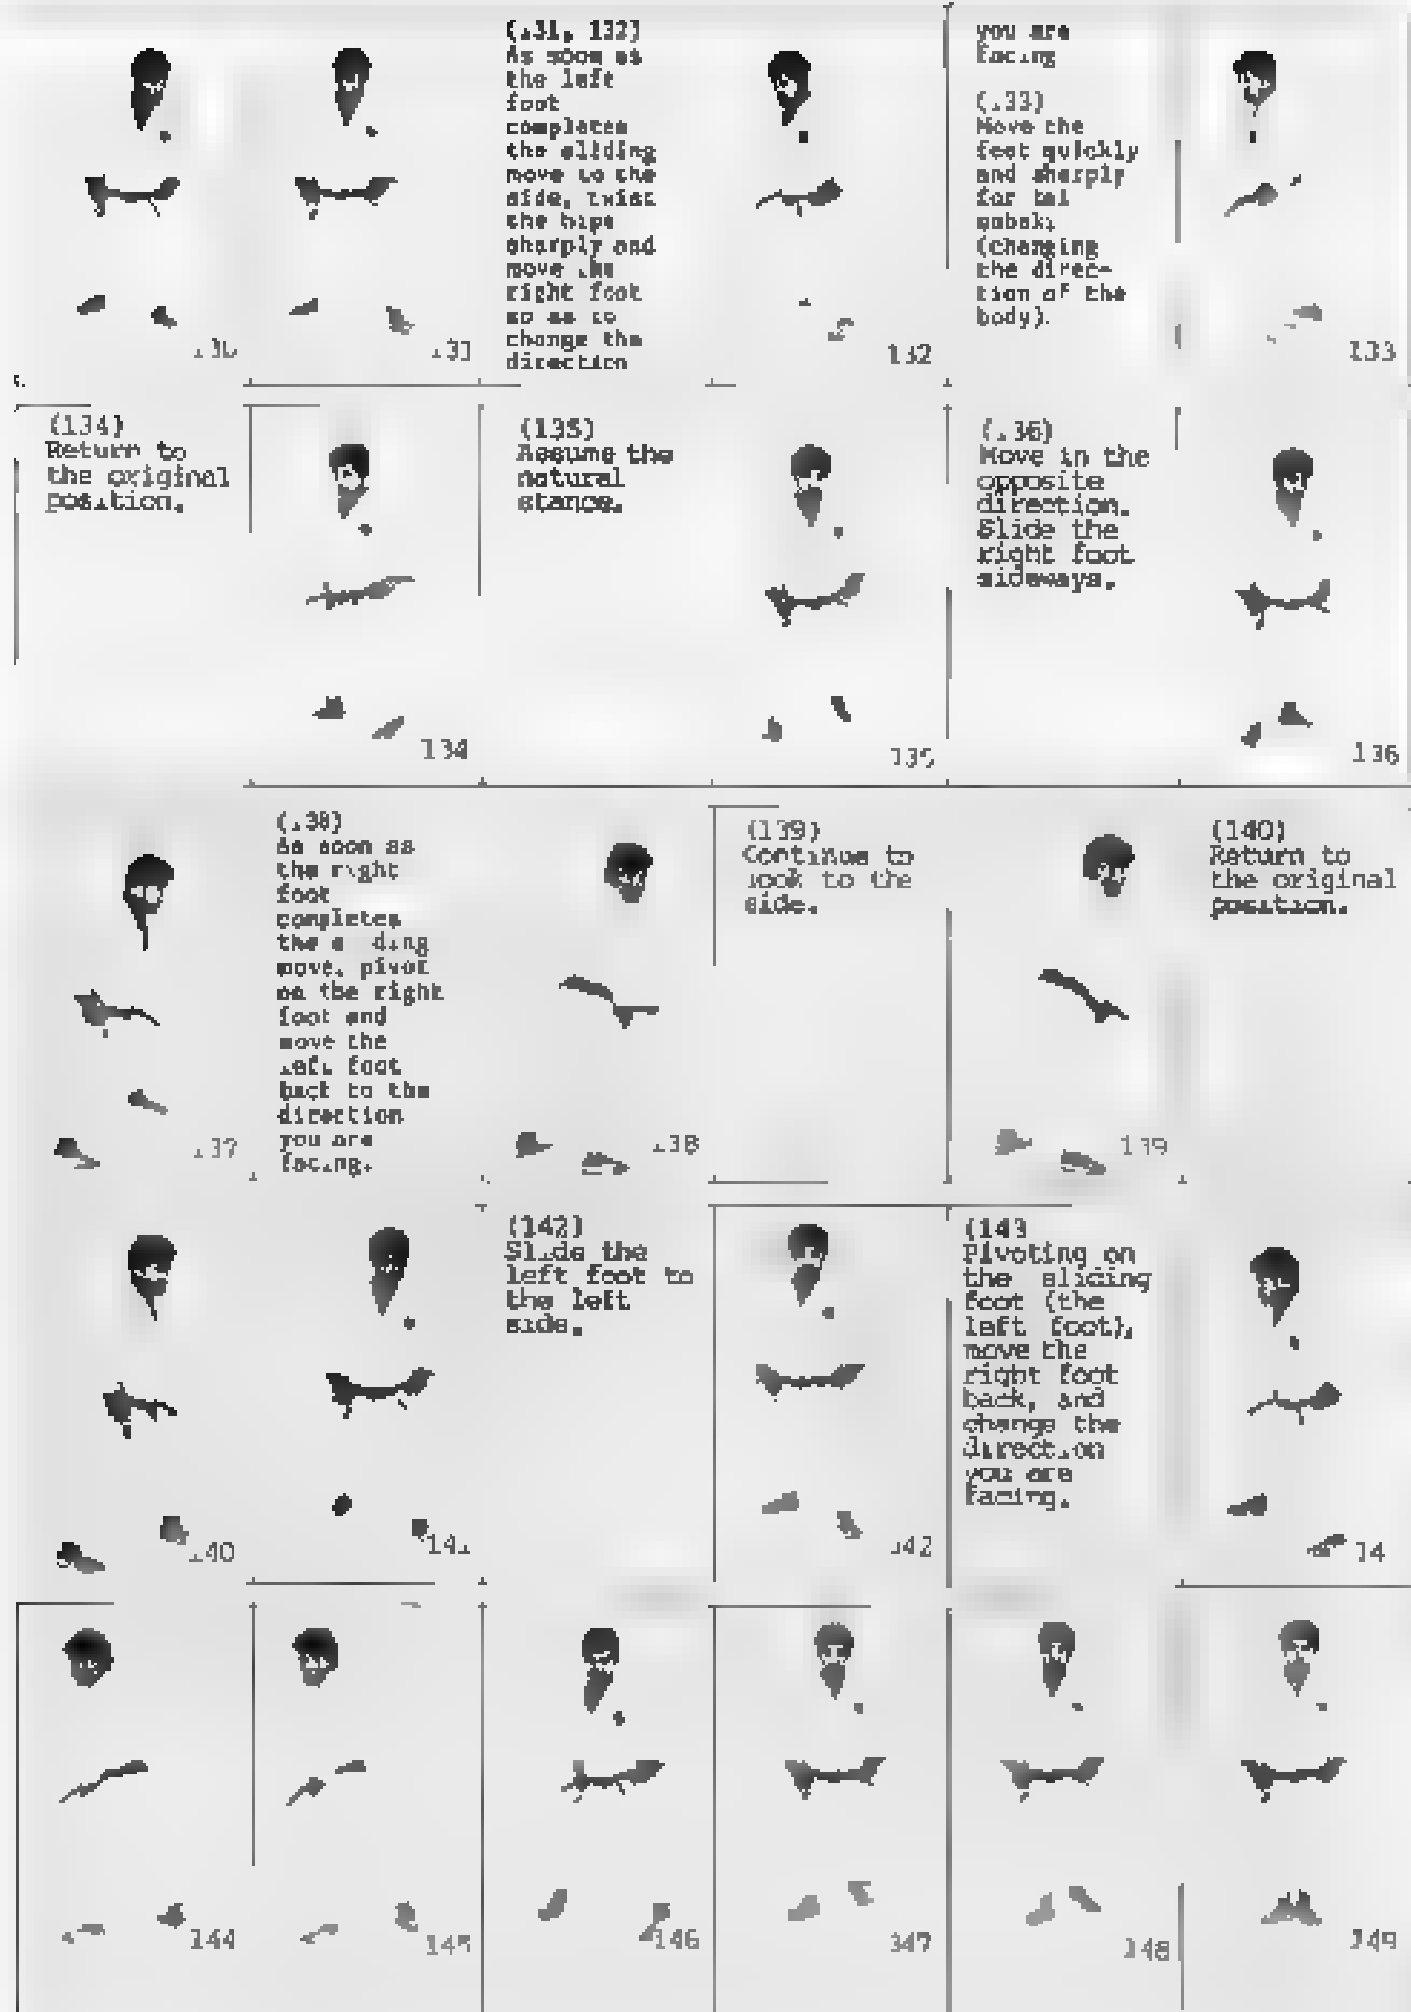 (131, 132)
As soon as
the left
foot
completes
the sliding
move to the
side, twist
the hips
sharply and
move the
right foot
so as to
change the
direction
you are
facing
(133)
Move the
feet quickly
and sharply
for tai
sabaki
(changing
the direc-
tion of the
body).
130
131
132
133
(134)
Return to
the original
position.
(135)
Assume the
natural
stance.
(136)
Move in the
opposite
direction.
Slide the
right foot
sideways.
134
135
136
(138)
As soon as
the right
foot
completes
the sliding
move, pivot
on the right
foot and
move the
left foot
back to the
direction
you are
facing.
(139)
Continue to
look to the
side.
(140)
Return to
the original
position.
137
138
139
(142)
Slide the
left foot to
the left
side.
(143
Pivoting on
the sliding
foot (the
left foot),
move the
right foot
back, and
change the
direction
you are
facing.
140
141
142
14
144
145
146
147
148
149